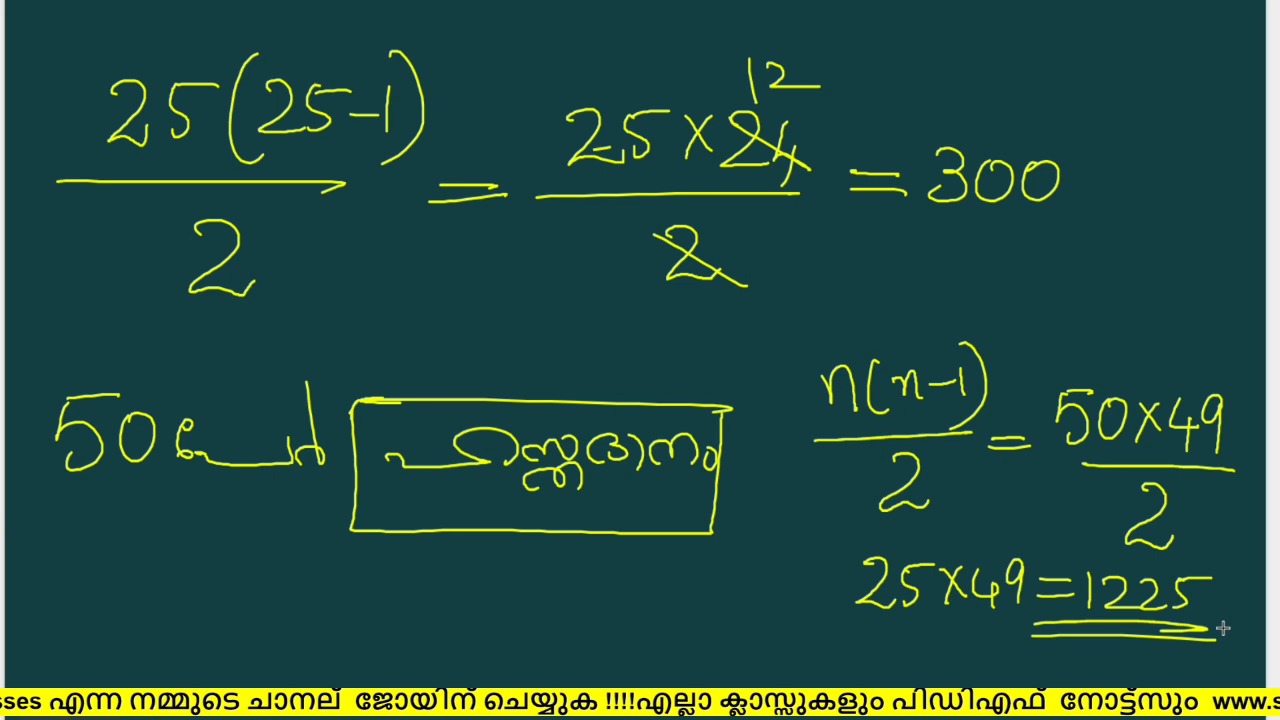 25(25-1)/2 = 25×24/2 = 300
12
50 പേർ ഹസ്തദാനം
n(n-1)/2 = 50×49/2
25×49=1225
sses എന്ന നമ്മുടെ ചാനല് ജോയിന് ചെയ്യുക !!!!എല്ലാ ക്ലാസ്സുകളും പിഡിഎഫ് നോട്ട്സും www.s